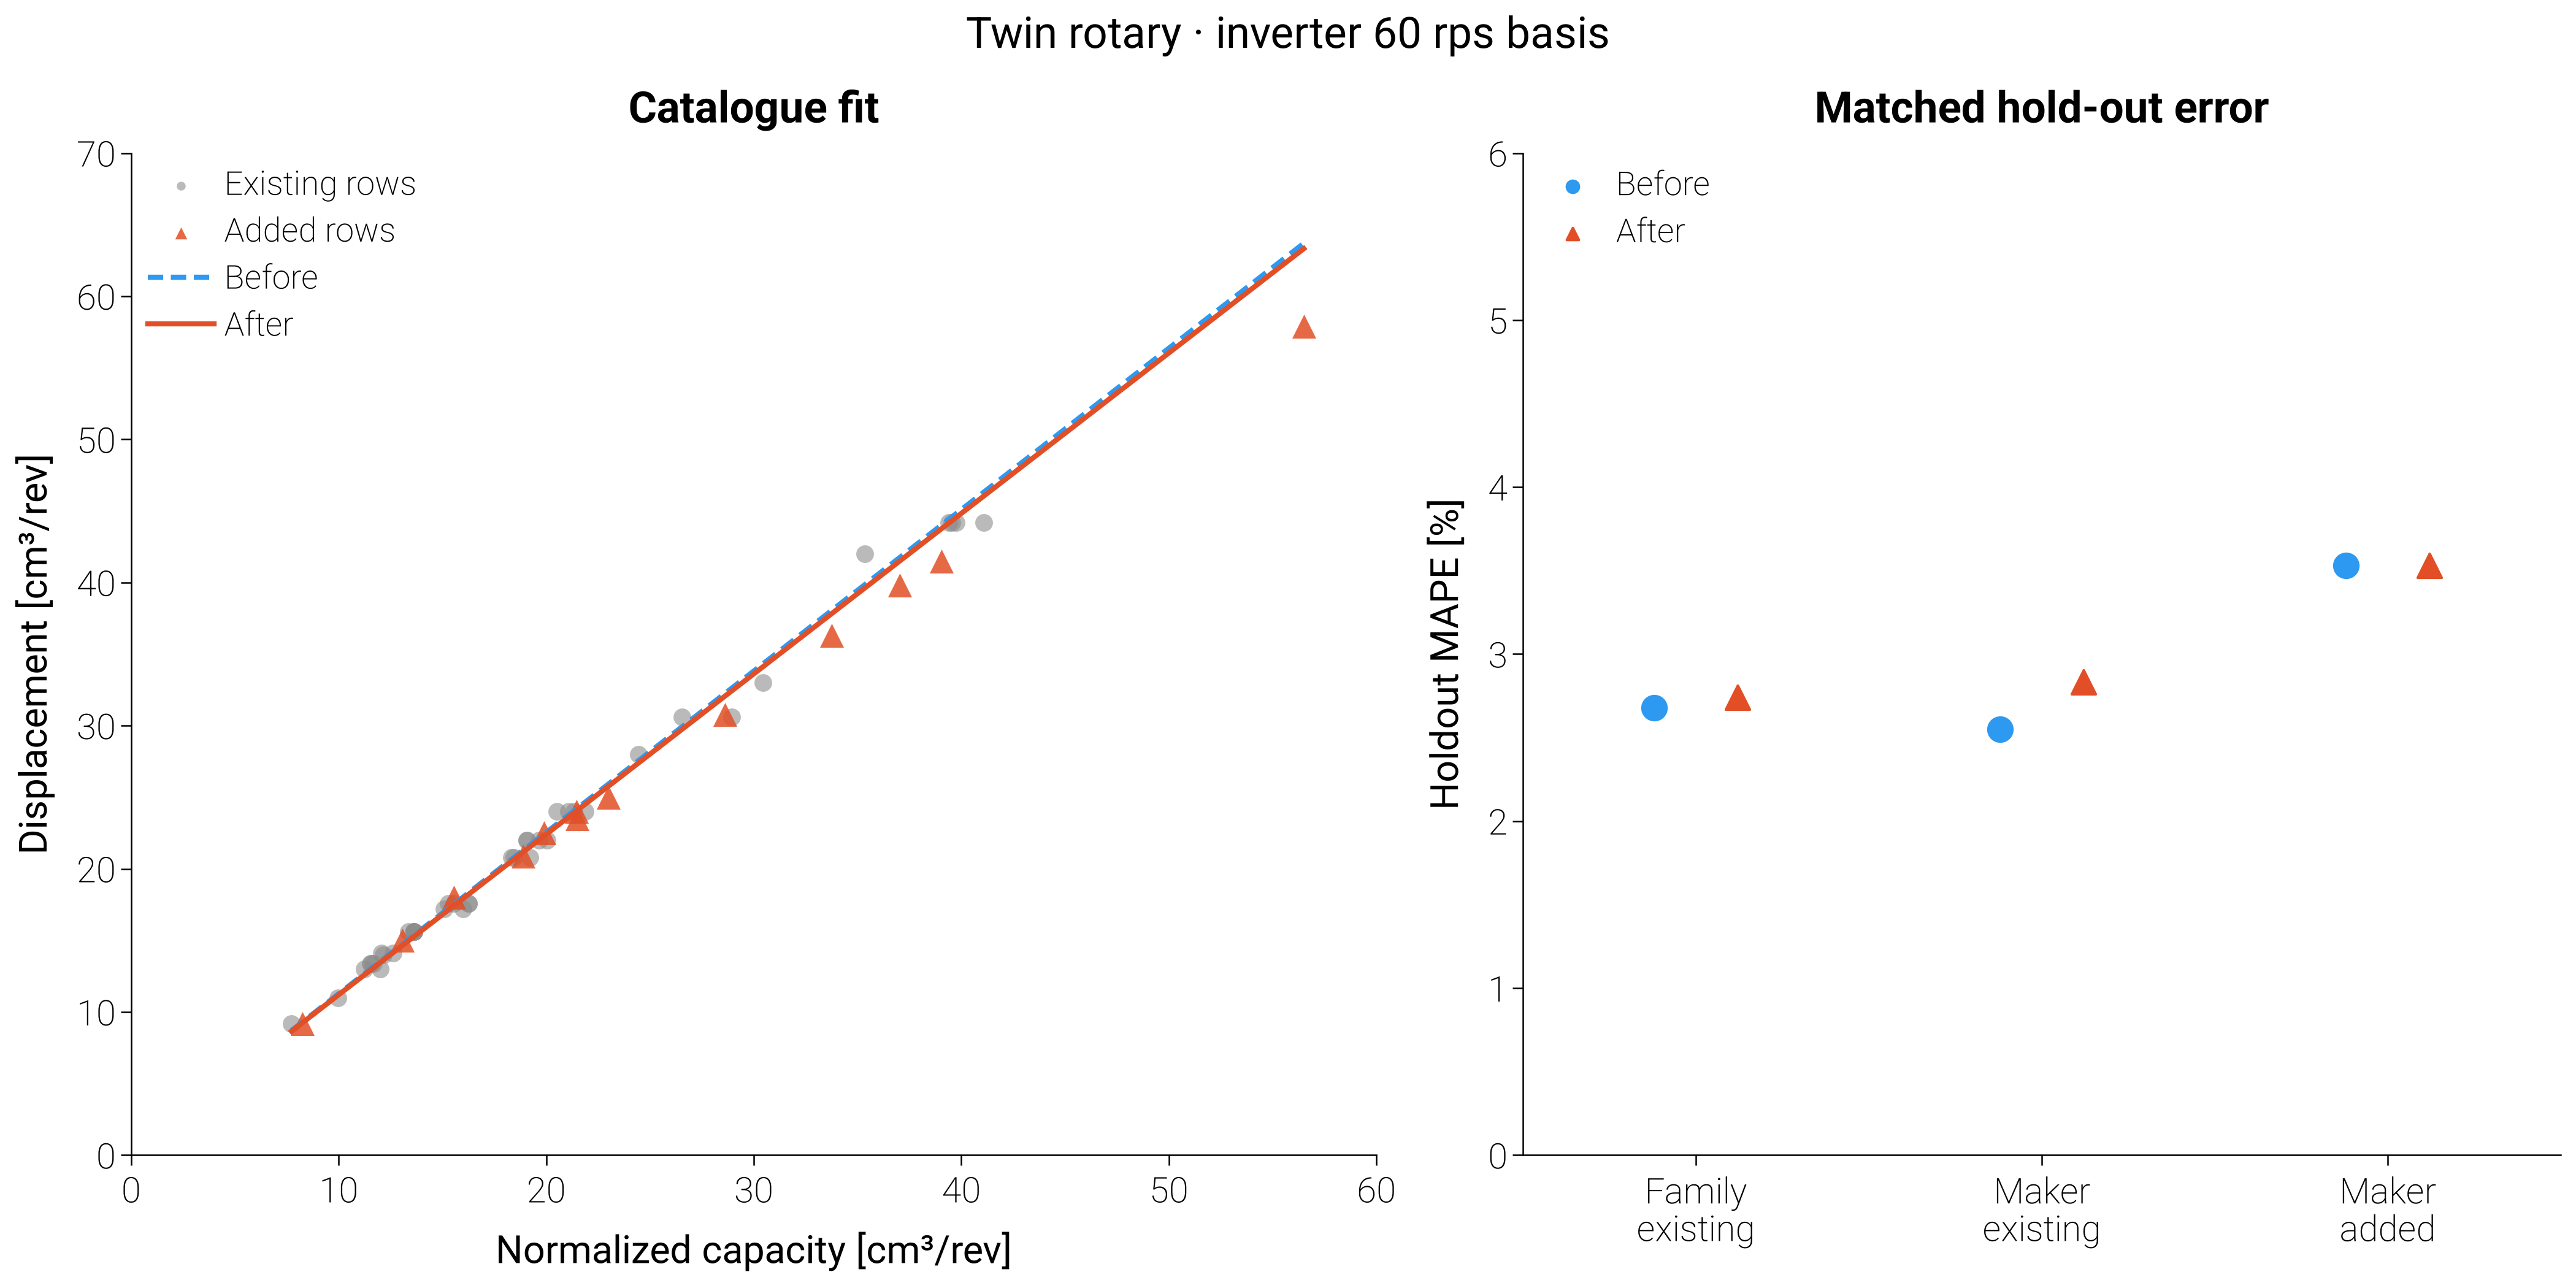 Twin rotary · inverter 60 rps basis
Catalogue fit
70
60
50
40
30
20
10
0
Displacement [cm³/rev]
Existing rows
Added rows
Before
After
0 10 20 30 40 50 60
Normalized capacity [cm³/rev]
Matched hold-out error
6
5
4
3
2
1
0
Holdout MAPE [%]
Before
After
Family
existing
Maker
existing
Maker
added